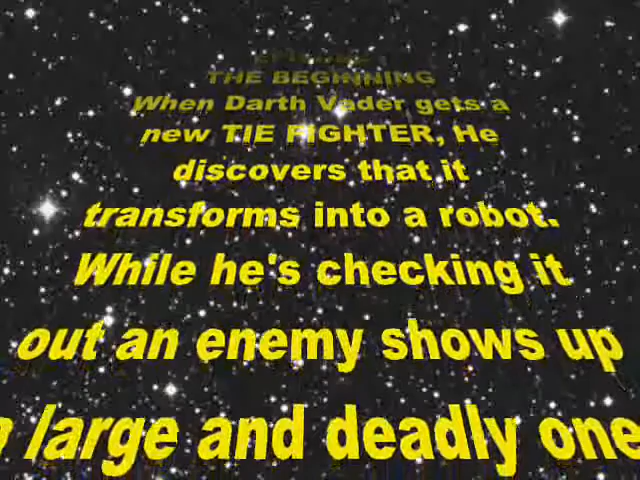 THE BEGINNING
When Darth Vader gets a
new TIE FIGHTER, He
discovers that it
transforms into a robot.
While he's checking it
out an enemy shows up
large and deadly one